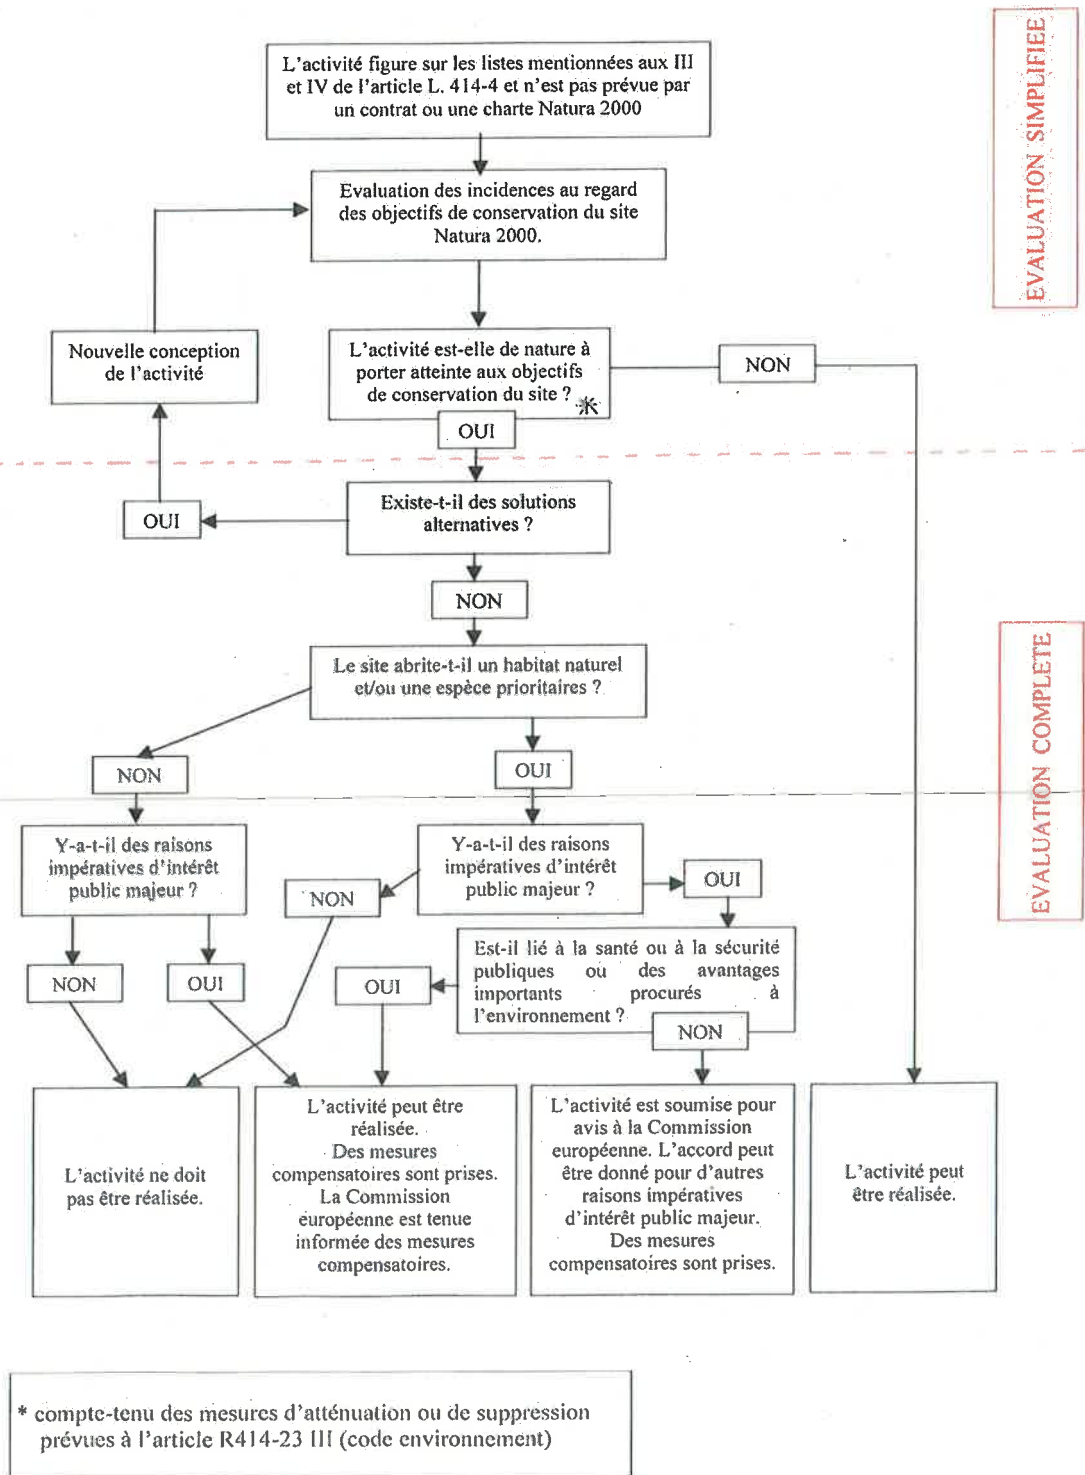 EVALUATION SIMPLIFIEE
L'activité figure sur les listes mentionnées aux III
et IV de l'article L. 414-4 et n'est pas prévue par
un contrat ou une charte Natura 2000
Evaluation des incidences au regard
des objectifs de conservation du site
Natura 2000.
Nouvelle conception
de l'activité
L'activité est-elle de nature à
porter atteinte aux objectifs
de conservation du site ? *
NON
OUI
Existe-t-il des solutions
alternatives ?
OUI
NON
Le site abrite-t-il un habitat naturel
et/ou une espèce prioritaires ?
NON
OUI
EVALUATION COMPLETE
Y-a-t-il des raisons
impératives d'intérêt
public majeur ?
Y-a-t-il des raisons
impératives d'intérêt
public majeur ?
NON
OUI
NON
OUI
OUI
Est-il lié à la santé ou à la sécurité
publiques ou des avantages
importants procurés à
l'environnement ?
NON
L'activité ne doit
pas être réalisée.
L'activité peut être
réalisée.
Des mesures
compensatoires sont prises.
La Commission
européenne est tenue
informée des mesures
compensatoires.
L'activité est soumise pour
avis à la Commission
européenne. L'accord peut
être donné pour d'autres
raisons impératives
d'intérêt public majeur.
Des mesures
compensatoires sont prises.
L'activité peut
être réalisée.
* compte-tenu des mesures d'atténuation ou de suppression
prévues à l'article R414-23 III (code environnement)